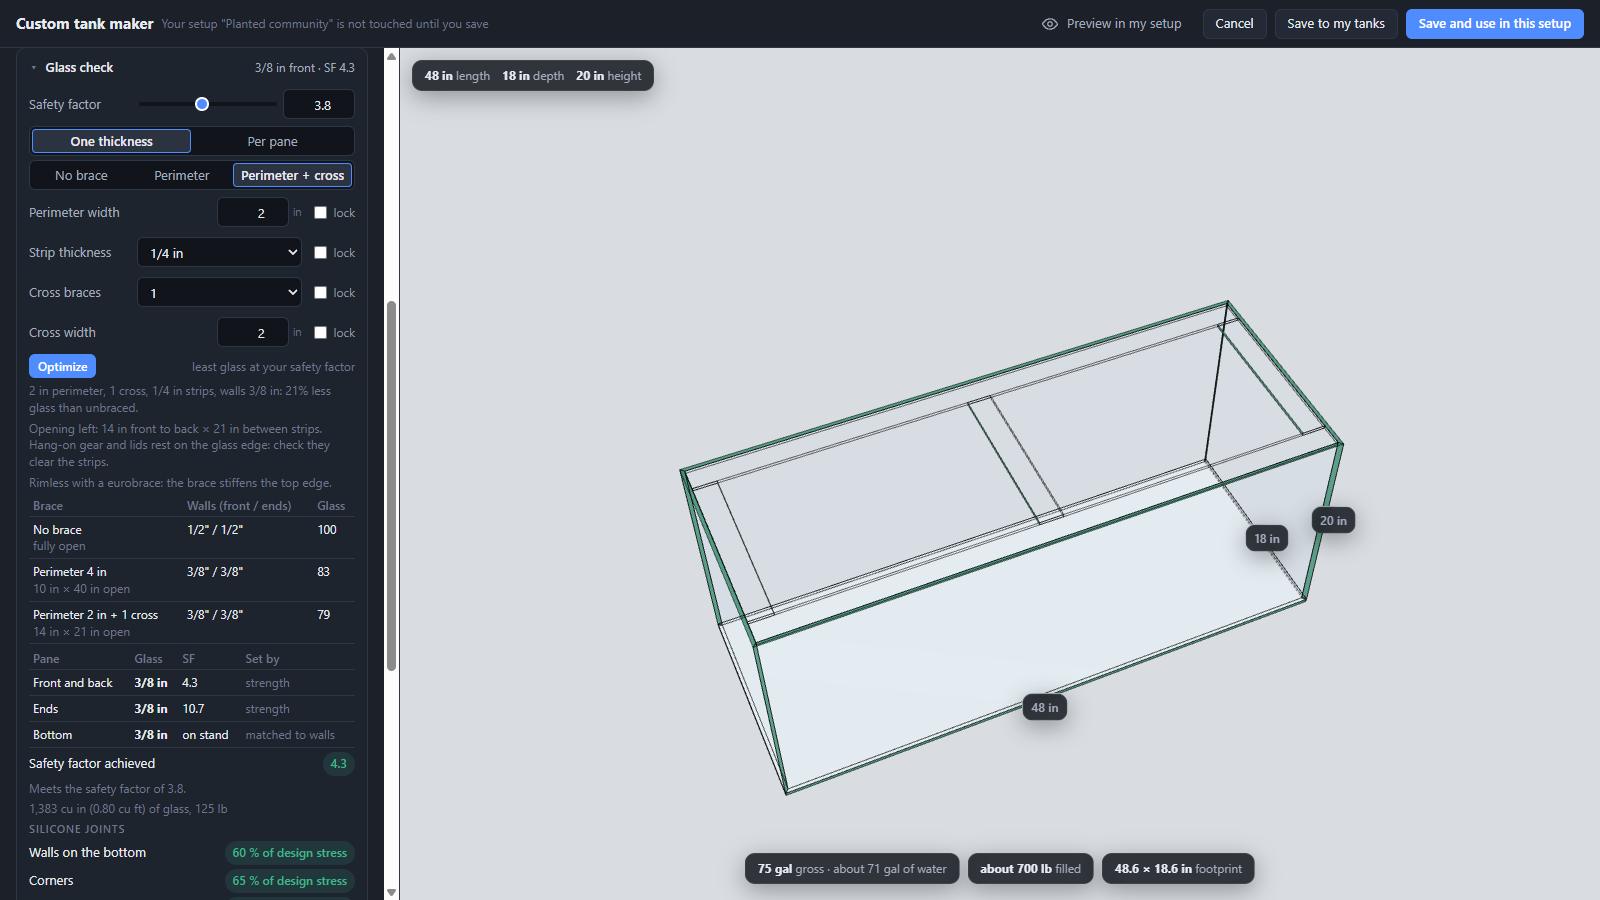 Custom tank maker Your setup "Planted community" is not touched until you save
Preview in my setup Cancel Save to my tanks Save and use in this setup
Glass check 3/8 in front · SF 4.3
Safety factor 3.8
One thickness Per pane
No brace Perimeter Perimeter + cross
Perimeter width 2 in lock
Strip thickness 1/4 in lock
Cross braces 1 lock
Cross width 2 in lock
Optimize least glass at your safety factor
2 in perimeter, 1 cross, 1/4 in strips, walls 3/8 in: 21% less
glass than unbraced.
Opening left: 14 in front to back × 21 in between strips.
Hang-on gear and lids rest on the glass edge: check they
clear the strips.
Rimless with a eurobrace: the brace stiffens the top edge.
Brace Walls (front / ends) Glass
No brace 1/2" / 1/2" 100
fully open
Perimeter 4 in 3/8" / 3/8" 83
10 in × 40 in open
Perimeter 2 in + 1 cross 3/8" / 3/8" 79
14 in × 21 in open
Pane Glass SF Set by
Front and back 3/8 in 4.3 strength
Ends 3/8 in 10.7 strength
Bottom 3/8 in on stand matched to walls
Safety factor achieved 4.3
Meets the safety factor of 3.8.
1,383 cu in (0.80 cu ft) of glass, 125 lb
SILICONE JOINTS
Walls on the bottom 60 % of design stress
Corners 65 % of design stress
48 in length 18 in depth 20 in height
20 in
18 in
48 in
75 gal gross · about 71 gal of water about 700 lb filled 48.6 × 18.6 in footprint